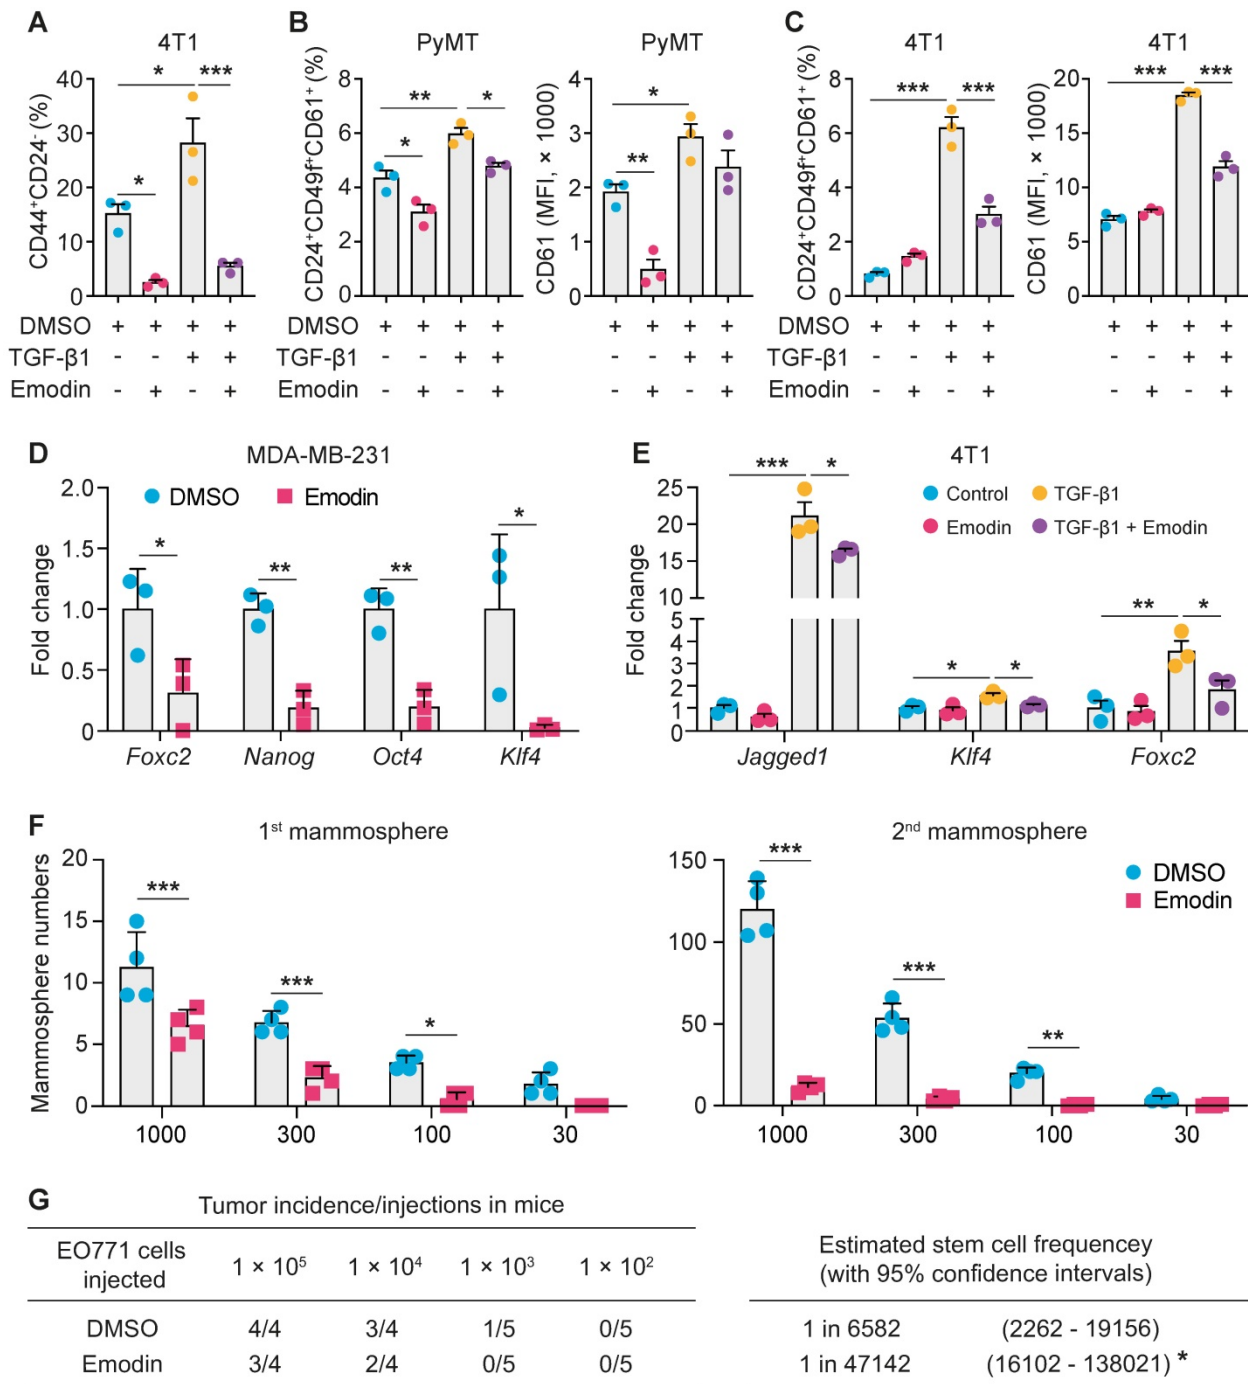 A
4T1
*
***
*
CD44+CD24- (%)
40
30
20
10
0
DMSO + + + +
TGF-β1 - - + +
Emodin - + - +
B
PyMT
**
*
*
CD24+CD49f+CD61+ (%)
8
6
4
2
0
DMSO + + + +
TGF-β1 - - + +
Emodin - + - +
PyMT
*
**
CD61 (MFI, × 1000)
4
3
2
1
0
+ + + +
- - + +
- + - +
C
4T1
***
***
CD24+CD49f+CD61+ (%)
8
6
4
2
0
DMSO + + + +
TGF-β1 - - + +
Emodin - + - +
4T1
***
***
CD61 (MFI, × 1000)
20
15
10
5
0
+ + + +
- - + +
- + - +
D
MDA-MB-231
DMSO
Emodin
*
**
**
*
Fold change
2.0
1.5
1.0
0.5
0
Foxc2 Nanog Oct4 Klf4
E
4T1
Control
TGF-β1
Emodin
TGF-β1 + Emodin
***
*
*
*
**
*
Fold change
25
20
15
10
5
4
3
2
1
0
Jagged1 Klf4 Foxc2
F
1st mammosphere
Mammosphere numbers
20
15
10
5
0
***
***
*
1000 300 100 30
2nd mammosphere
DMSO
Emodin
150
100
50
0
***
***
**
1000 300 100 30
G
Tumor incidence/injections in mice
EO771 cells
injected
1 × 10⁵ 1 × 10⁴ 1 × 10³ 1 × 10²
DMSO 4/4 3/4 1/5 0/5
Emodin 3/4 2/4 0/5 0/5
Estimated stem cell frequencey
(with 95% confidence intervals)
1 in 6582 (2262 - 19156)
1 in 47142 (16102 - 138021) *